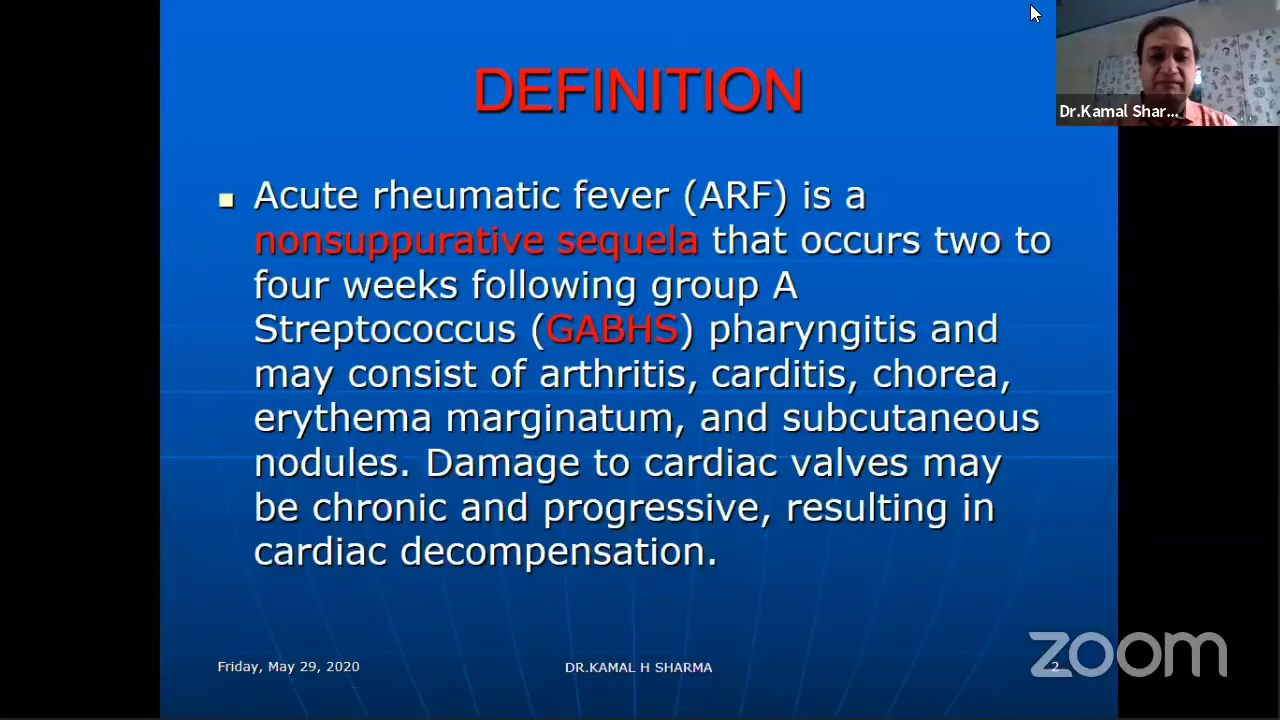 DEFINITION
Dr.Kamal Shar...
Acute rheumatic fever (ARF) is a
nonsuppurative sequela that occurs two to
four weeks following group A
Streptococcus (GABHS) pharyngitis and
may consist of arthritis, carditis, chorea,
erythema marginatum, and subcutaneous
nodules. Damage to cardiac valves may
be chronic and progressive, resulting in
cardiac decompensation.
Friday, May 29, 2020
DR.KAMAL H SHARMA
2
zoom